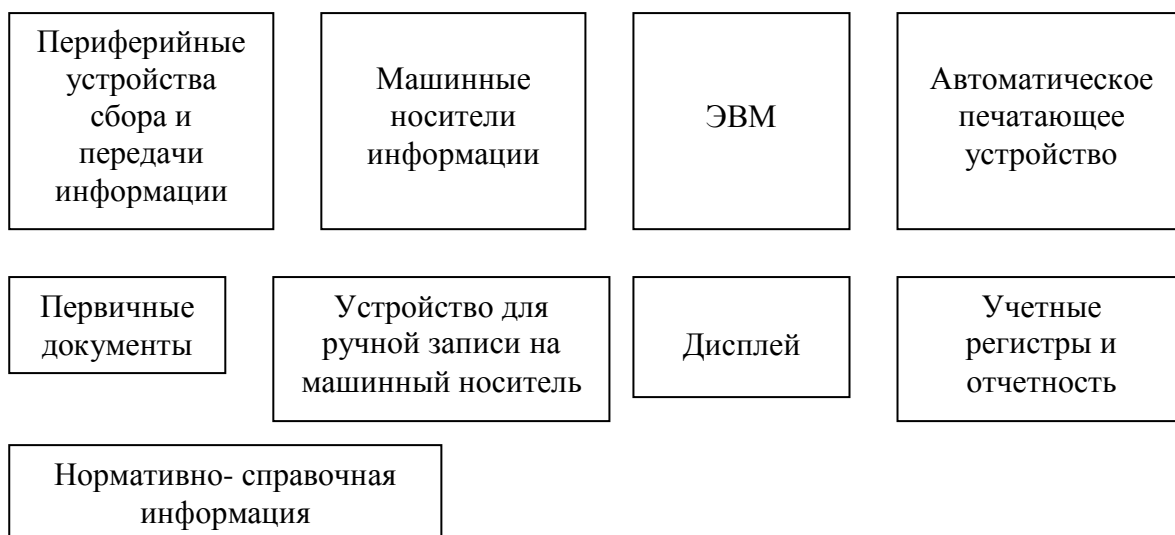 Периферийные
устройства
сбора и
передачи
информации
Машинные
носители
информации
ЭВМ
Автоматическое
печатающее
устройство
Первичные
документы
Устройство для
ручной записи на
машинный носитель
Дисплей
Учетные
регистры и
отчетность
Нормативно- справочная
информация